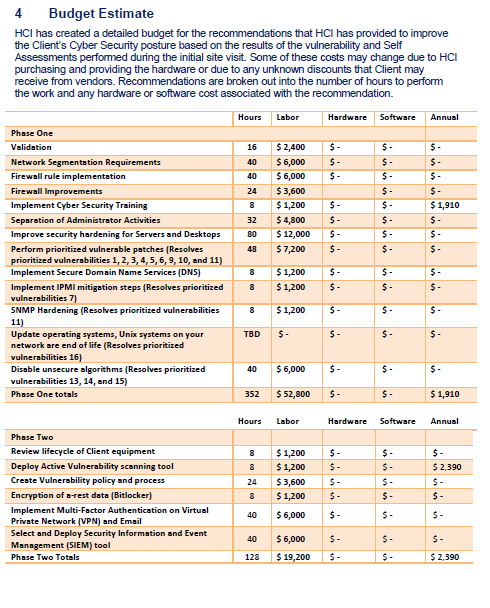 4 Budget Estimate
HCI has created a detailed budget for the recommendations that HCI has provided to improve
the Client's Cyber Security posture based on the results of the vulnerability and Self
Assessments performed during the initial site visit. Some of these costs may change due to HCI
purchasing and providing the hardware or due to any unknown discounts that Client may
receive from vendors. Recommendations are broken out into the number of hours to perform
the work and any hardware or software cost associated with the recommendation.
Hours Labor Hardware Software Annual
Phase One
Validation 16 $ 2,400 $ - $ - $ -
Network Segmentation Requirements 40 $ 6,000 $ - $ - $ -
Firewall rule implementation 40 $ 6,000 $ - $ - $ -
Firewall Improvements 24 $ 3,600 $ - $ -
Implement Cyber Security Training 8 $ 1,200 $ - $ - $ 1,910
Separation of Administrator Activities 32 $ 4,800 $ - $ - $ -
Improve security hardening for Servers and Desktops 80 $ 12,000 $ - $ - $ -
Perform prioritized vulnerable patches (Resolves 48 $ 7,200 $ - $ - $ -
prioritized vulnerabilities 1, 2, 3, 4, 5, 6, 9, 10, and 11)
Implement Secure Domain Name Services (DNS) 8 $ 1,200 $ - $ - $ -
Implement IPMI mitigation steps (Resolves prioritized 8 $ 1,200 $ - $ - $ -
vulnerabilities 7)
SNMP Hardening (Resolves prioritized vulnerabilities 8 $ 1,200 $ - $ - $ -
11)
Update operating systems, Unix systems on your TBD $ - $ - $ - $ -
network are end of life (Resolves prioritized
vulnerabilities 16)
Disable unsecure algorithms (Resolves prioritized 40 $ 6,000 $ - $ - $ -
vulnerabilities 13, 14, and 15)
Phase One totals 352 $ 52,800 $ - $ - $ 1,910
Hours Labor Hardware Software Annual
Phase Two
Review lifecycle of Client equipment 8 $ 1,200 $ - $ - $ -
Deploy Active Vulnerability scanning tool 8 $ 1,200 $ - $ - $ 2,390
Create Vulnerability policy and process 24 $ 3,600 $ - $ - $ -
Encryption of a-rest data (Bitlocker) 8 $ 1,200 $ - $ - $ -
Implement Multi-Factor Authentication on Virtual 40 $ 6,000 $ - $ - $ -
Private Network (VPN) and Email
Select and Deploy Security Information and Event 40 $ 6,000 $ - $ - $ -
Management (SIEM) tool
Phase Two Totals 128 $ 19,200 $ - $ - $ 2,390